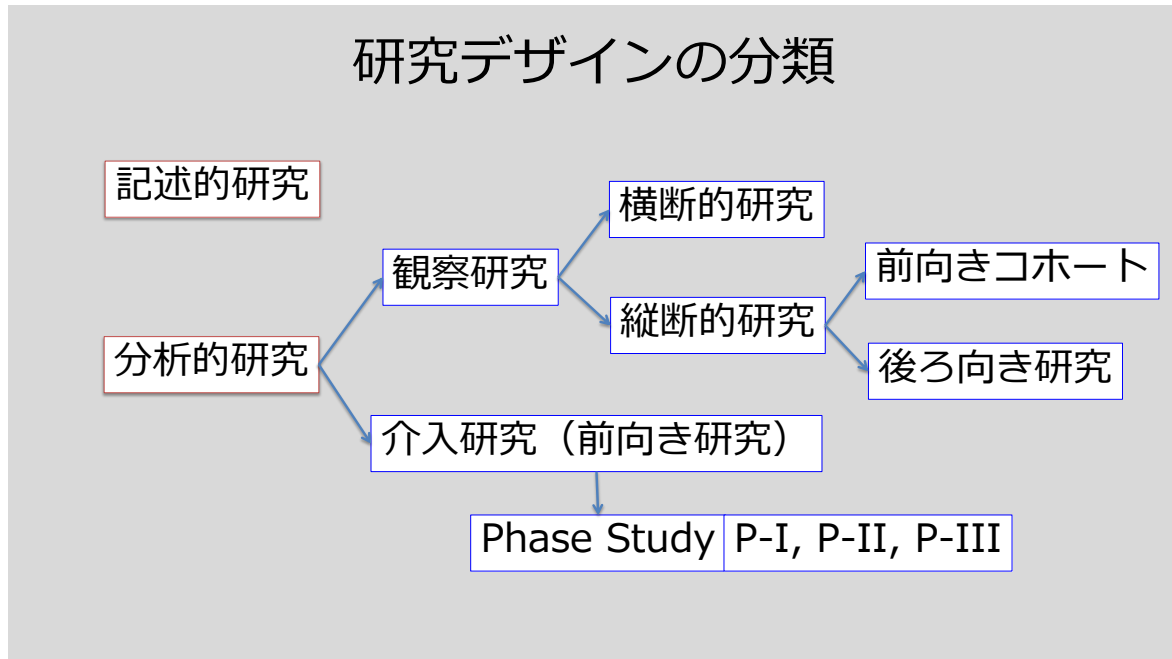 研究デザインの分類
記述的研究
分析的研究
観察研究
介入研究（前向き研究）
横断的研究
縦断的研究
前向きコホート
後ろ向き研究
Phase Study P-I, P-II, P-III